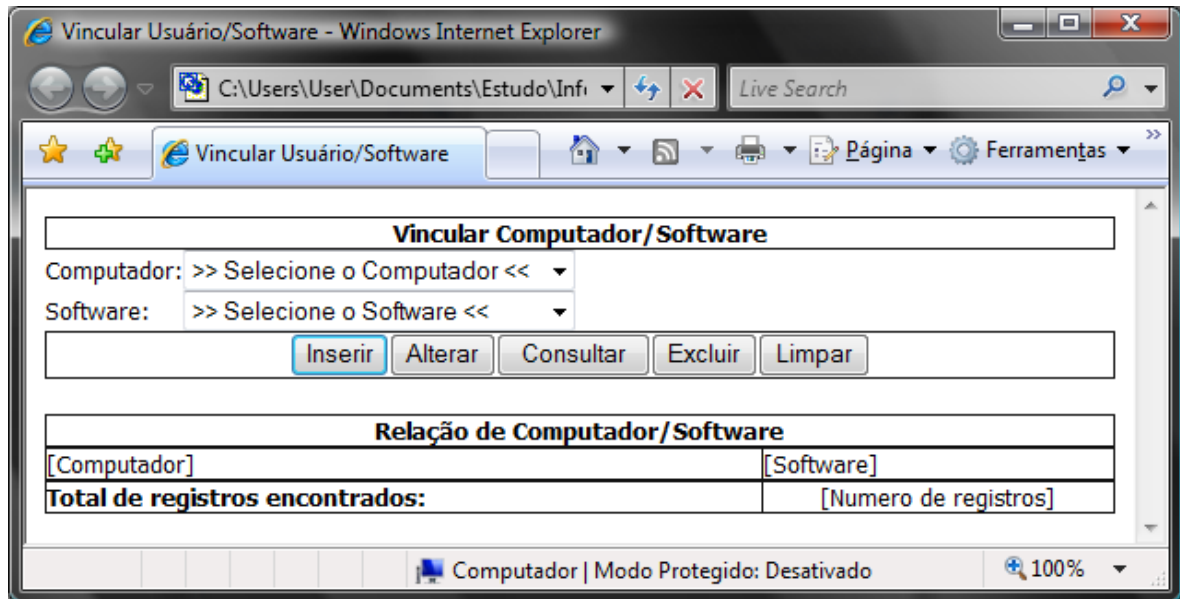 Vincular Usuário/Software - Windows Internet Explorer
C:\Users\User\Documents\Estudo\Inf Live Search
Vincular Usuário/Software Página Ferramentas »
Vincular Computador/Software
Computador: >> Selecione o Computador <<
Software: >> Selecione o Software <<
Inserir Alterar Consultar Excluir Limpar
Relação de Computador/Software
[Computador] [Software]
Total de registros encontrados: [Numero de registros]
Computador | Modo Protegido: Desativado 100%